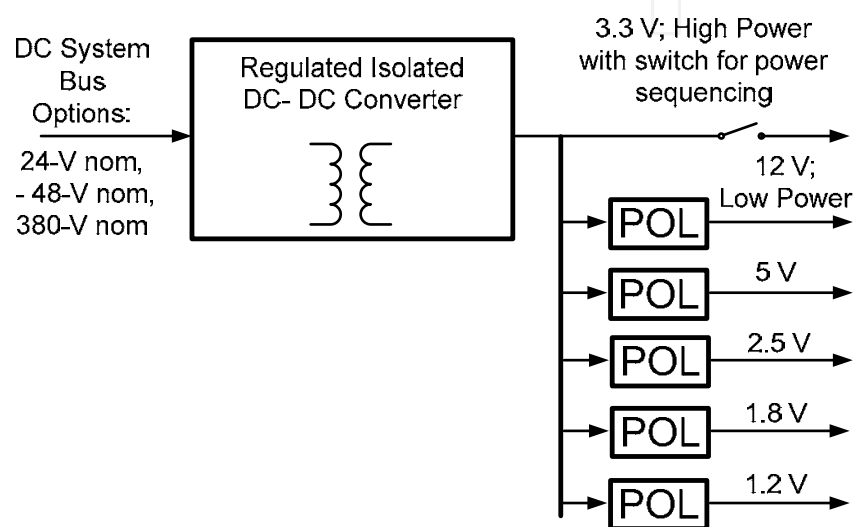 DC System
Bus
Options:
24-V nom,
- 48-V nom,
380-V nom
Regulated Isolated
DC- DC Converter
3.3 V; High Power
with switch for power
sequencing
12 V;
Low Power
POL
POL
5 V
POL
2.5 V
POL
1.8 V
POL
1.2 V